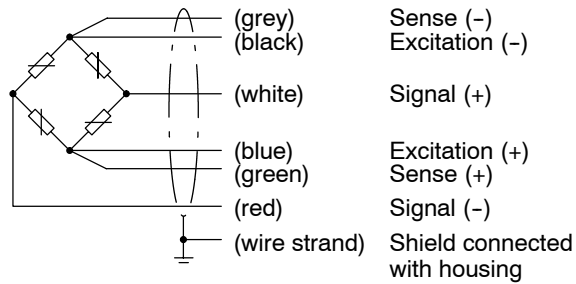 (grey) Sense (–)
(black) Excitation (–)
(white) Signal (+)
(blue) Excitation (+)
(green) Sense (+)
(red) Signal (–)
(wire strand) Shield connected
with housing